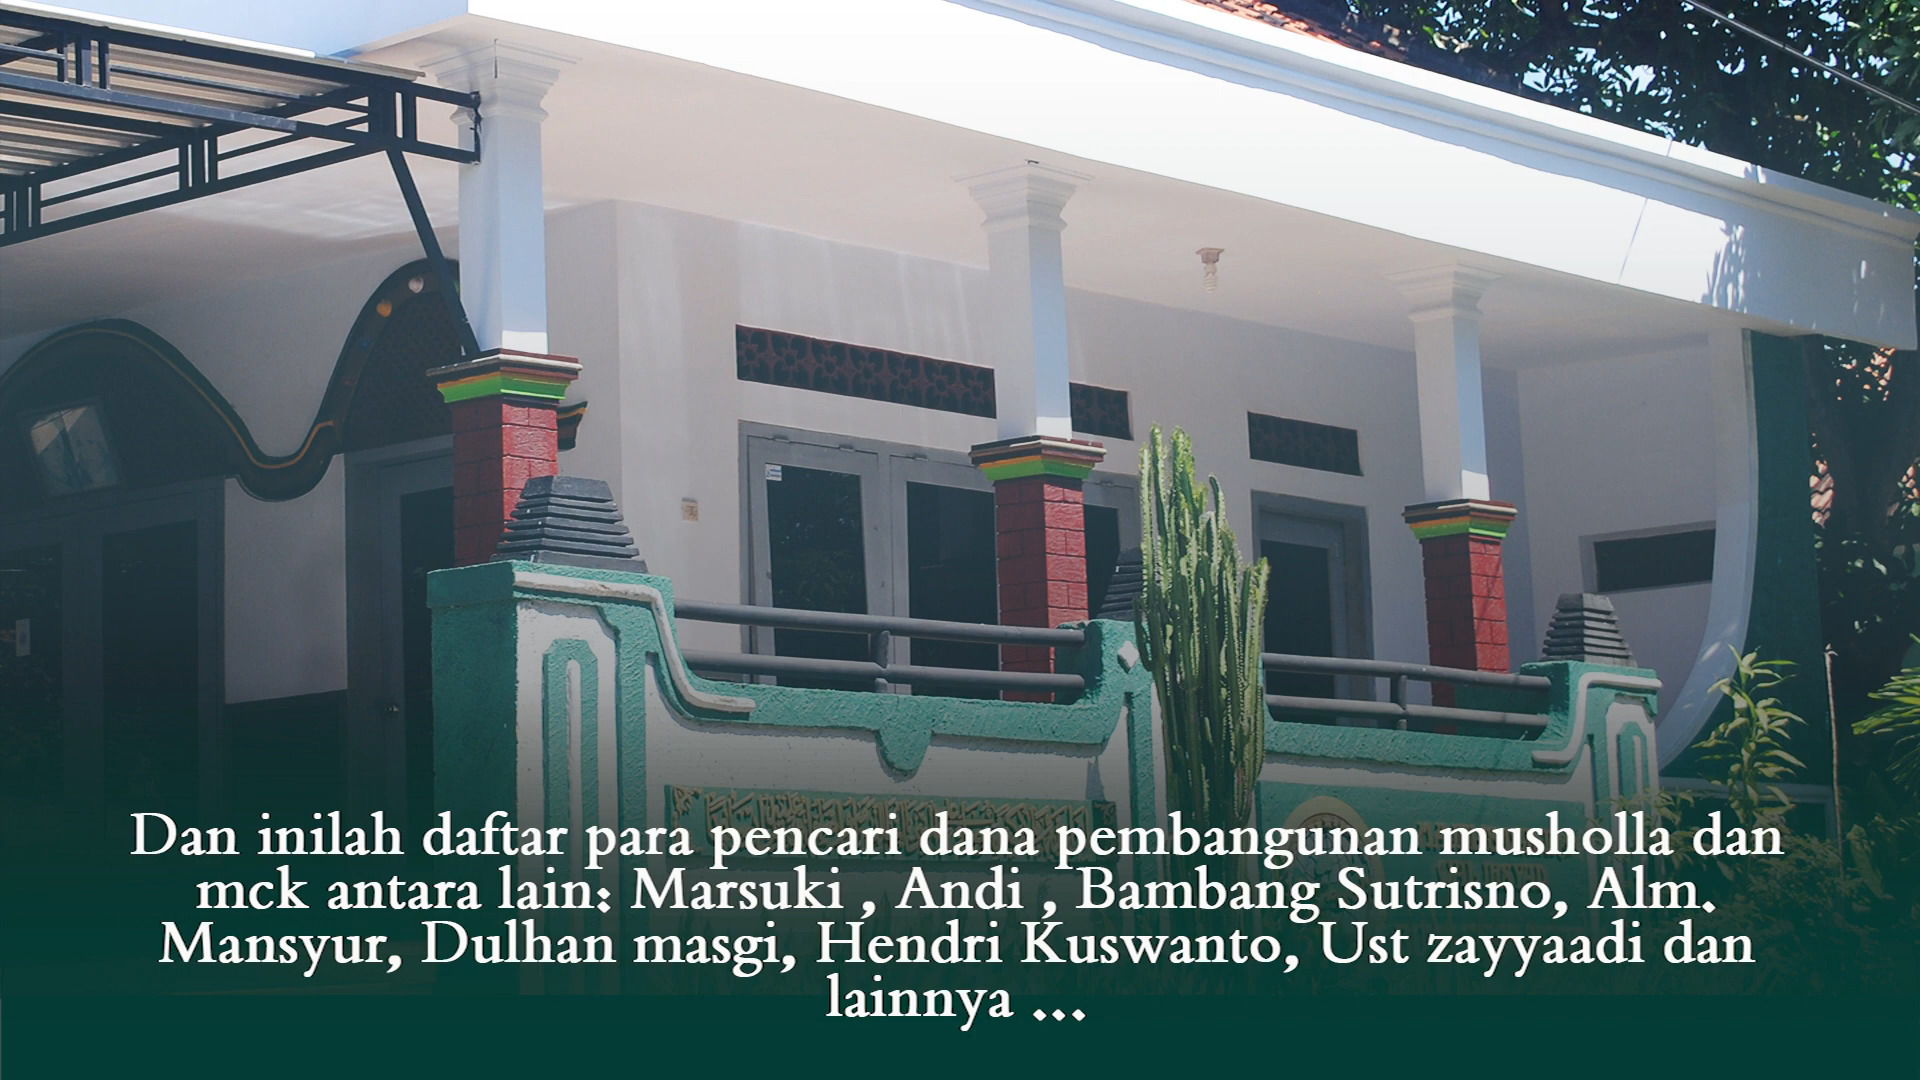 Dan inilah daftar para pencari dana pembangunan musholla dan
mck antara lain: Marsuki , Andi , Bambang Sutrisno, Alm.
Mansyur, Dulhan masgi, Hendri Kuswanto, Ust zayyaadi dan
lainnya ...